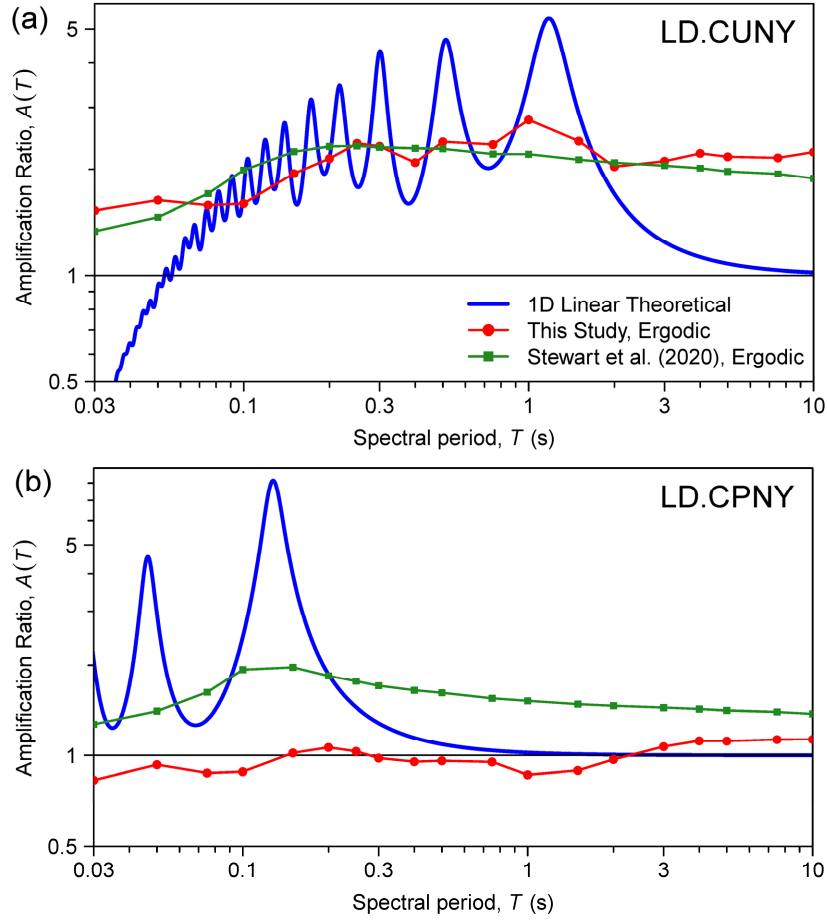 (a)
LD.CUNY
5
1
0.5
Amplification Ratio, A(T)
1D Linear Theoretical
This Study, Ergodic
Stewart et al. (2020), Ergodic
0.03 0.1 0.3 1 3 10
Spectral period, T (s)
(b)
LD.CPNY
5
1
0.5
Amplification Ratio, A(T)
0.03 0.1 0.3 1 3 10
Spectral period, T (s)